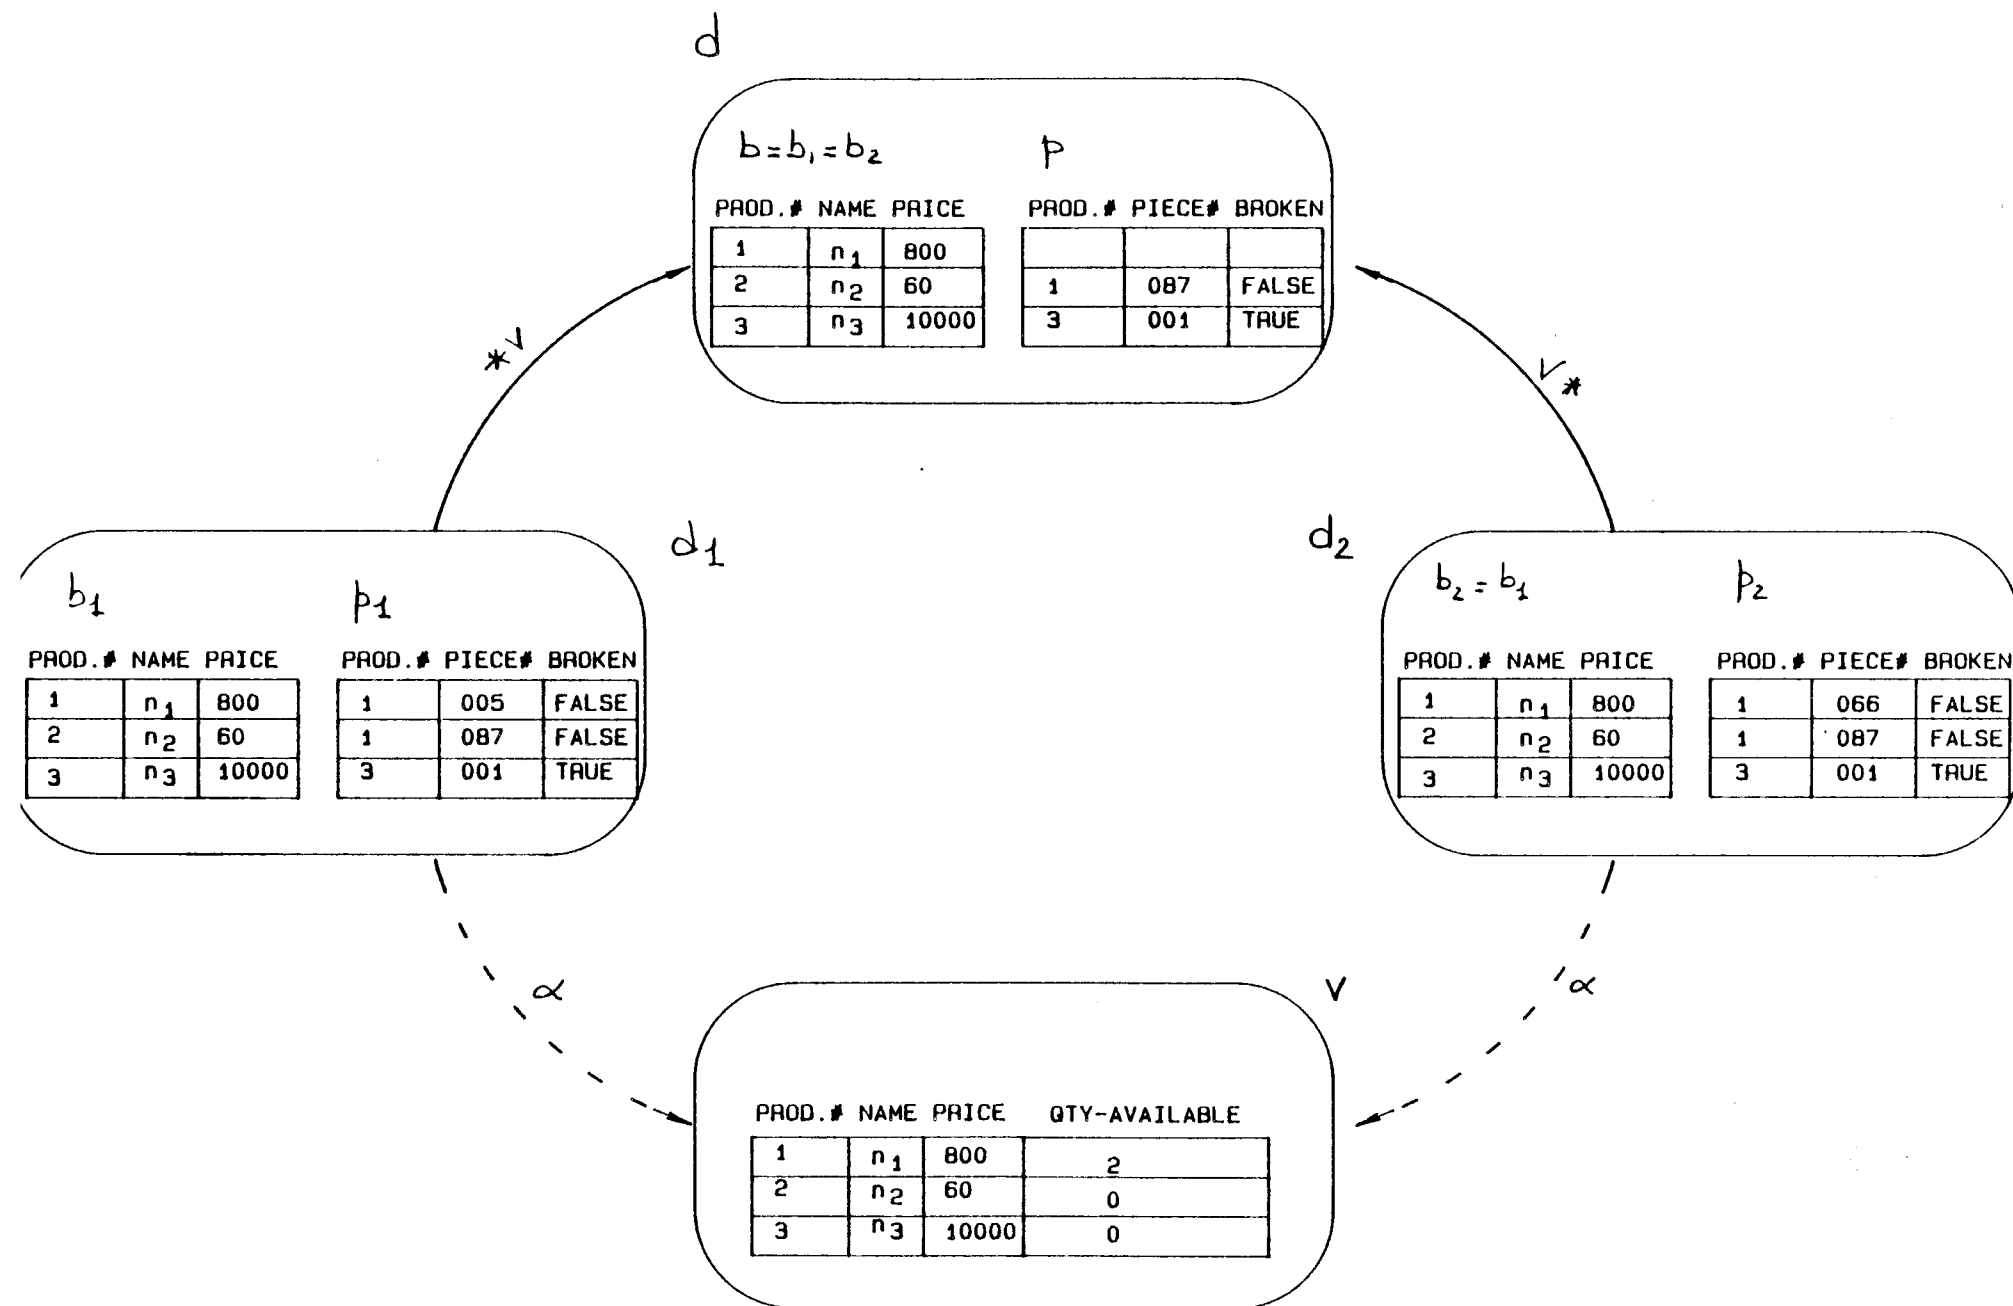 d
b=b₁=b₂ p
PROD.# NAME PRICE PROD.# PIECE# BROKEN
1 n1 800
2 n2 60 1 087 FALSE
3 n3 10000 3 001 TRUE
*v
v*
d1
b1 p1
PROD.# NAME PRICE PROD.# PIECE# BROKEN
1 n1 800 1 005 FALSE
2 n2 60 1 087 FALSE
3 n3 10000 3 001 TRUE
d2
b₂=b₁ p2
PROD.# NAME PRICE PROD.# PIECE# BROKEN
1 n1 800 1 066 FALSE
2 n2 60 1 087 FALSE
3 n3 10000 3 001 TRUE
α
α
v
PROD.# NAME PRICE QTY-AVAILABLE
1 n1 800 2
2 n2 60 0
3 n3 10000 0